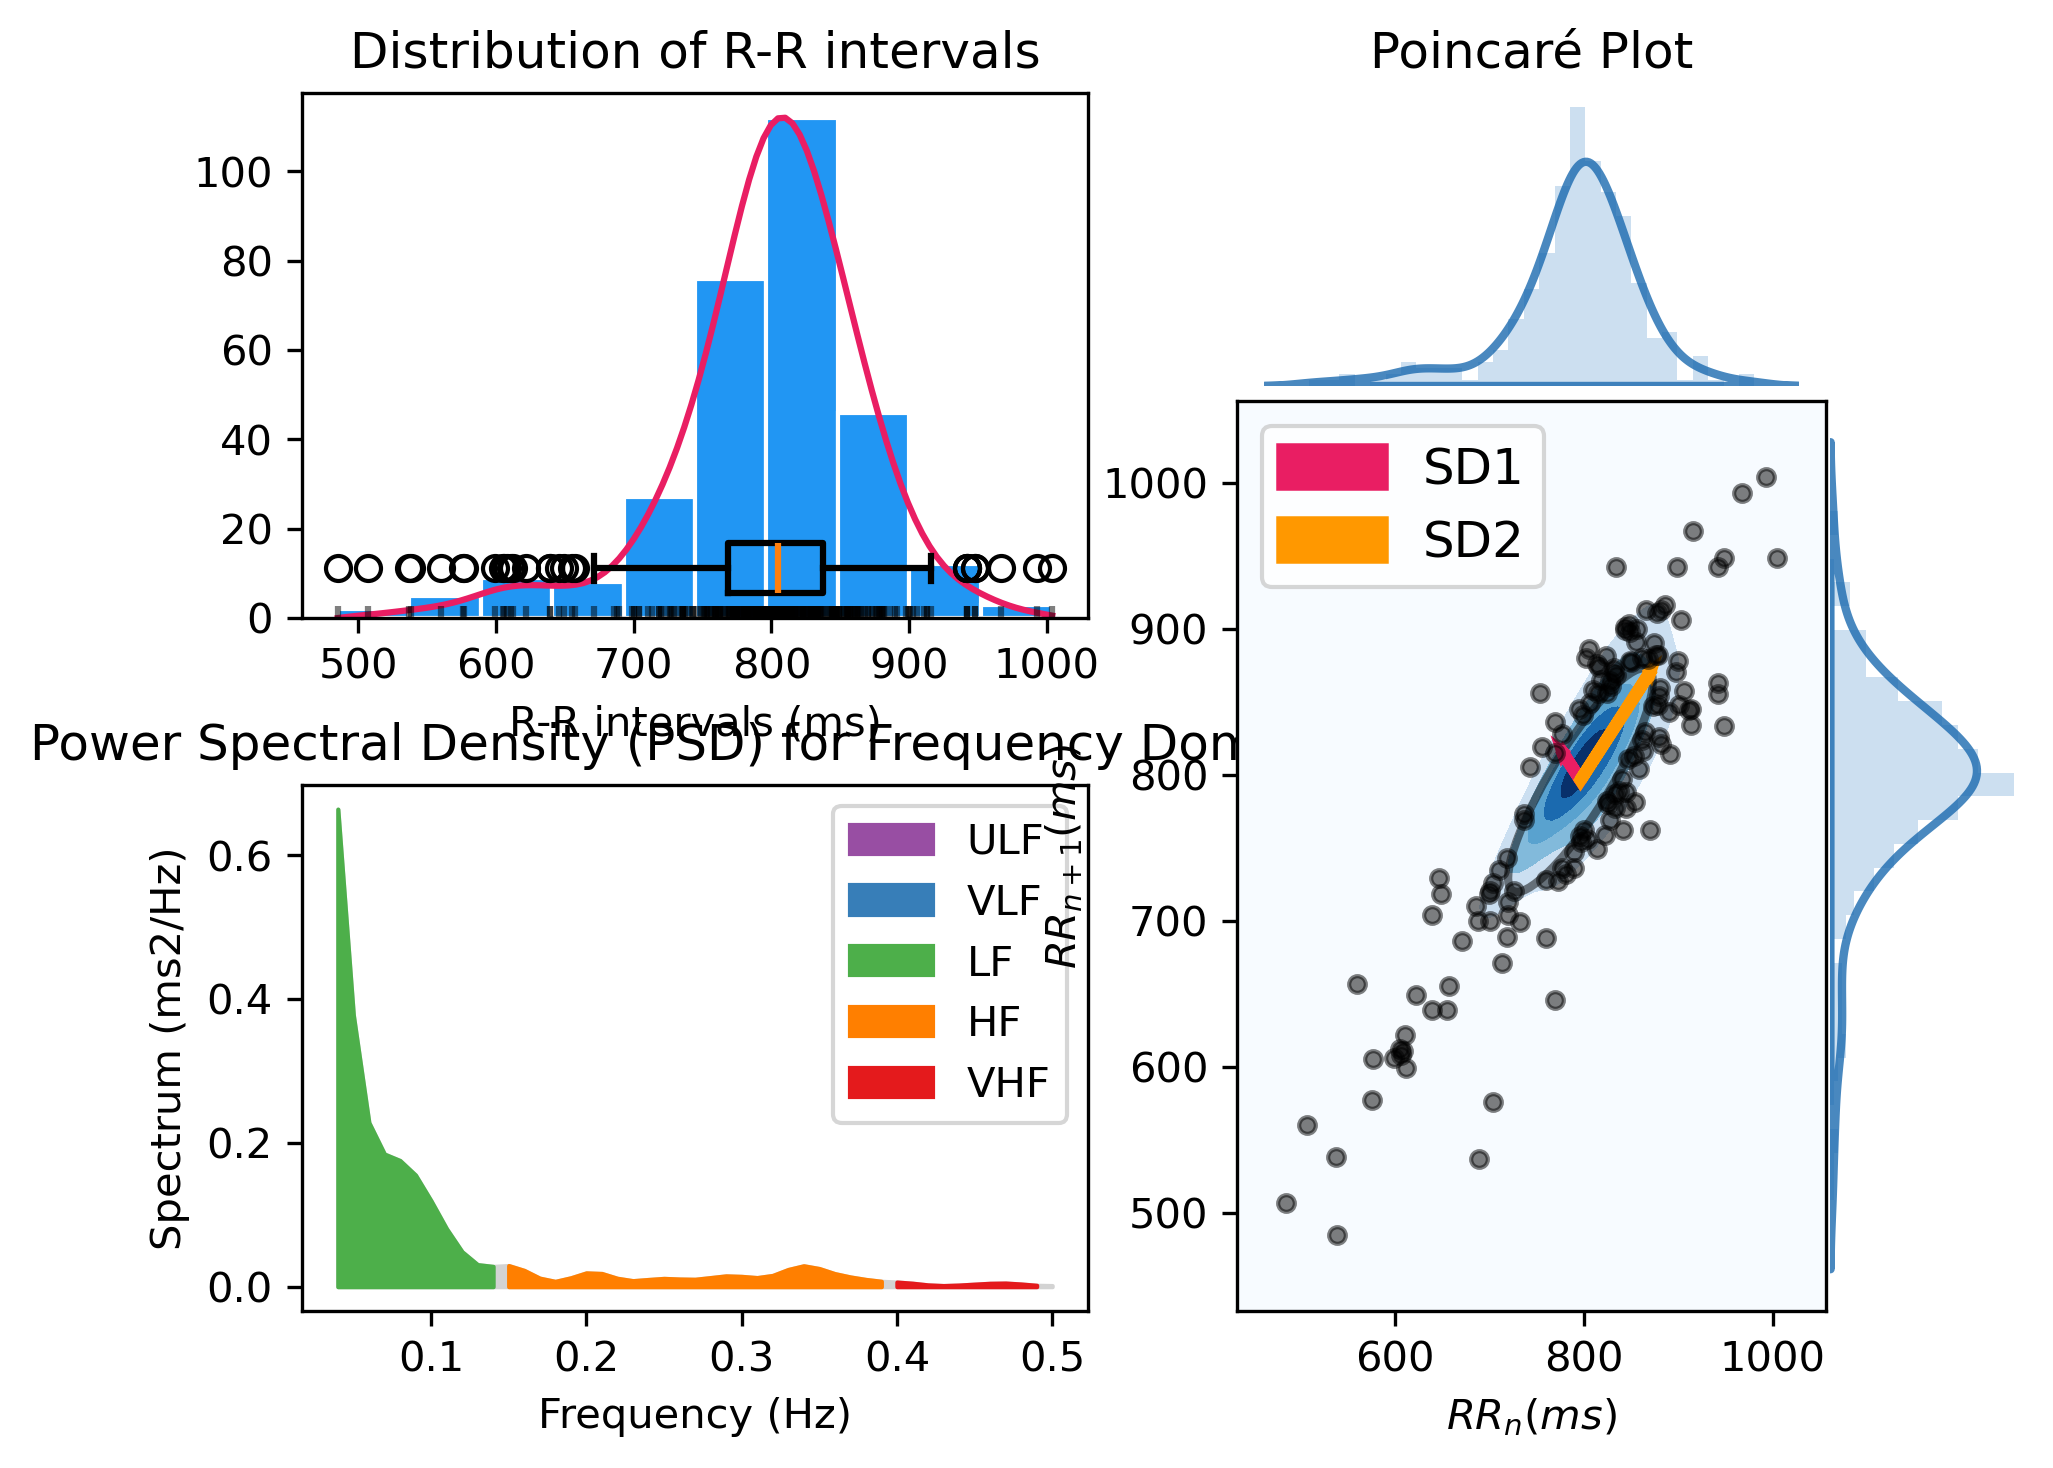 Distribution of R-R intervals
100
80
60
40
20
0
500 600 700 800 900 1000
R-R intervals (ms)
Poincaré Plot
SD1
SD2
1000
900
800
700
600
500
RRn+1(ms)
600 800 1000
RRn(ms)
Power Spectral Density (PSD) for Frequency Don
ULF
VLF
LF
HF
VHF
0.6
0.4
0.2
0.0
Spectrum (ms2/Hz)
0.1 0.2 0.3 0.4 0.5
Frequency (Hz)